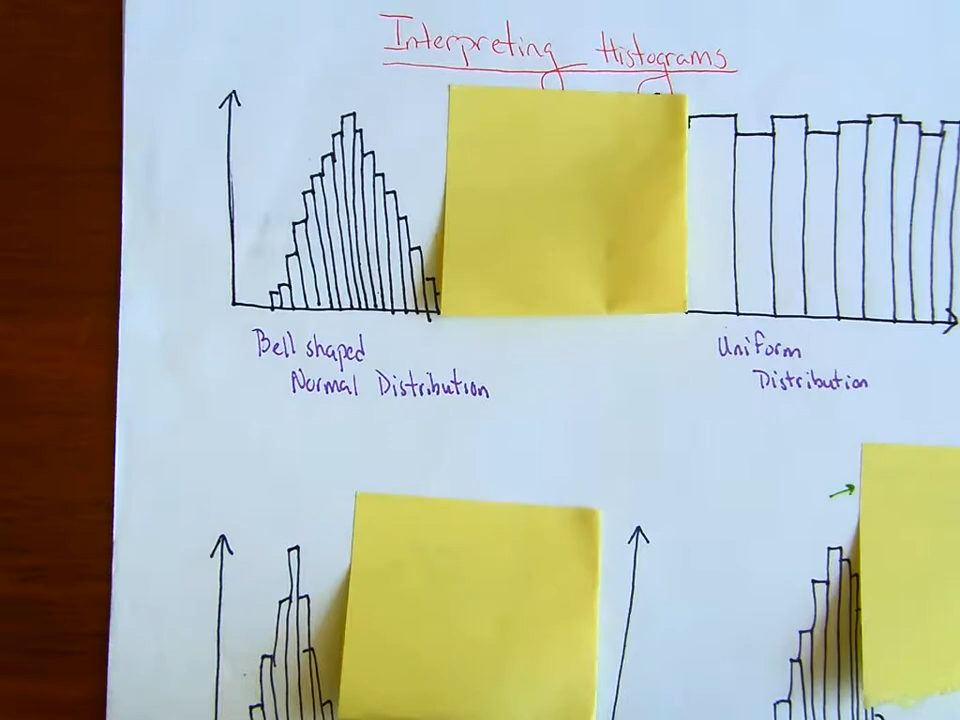 Interpreting Histograms
Bell shaped
Normal Distribution
Uniform
Distribution